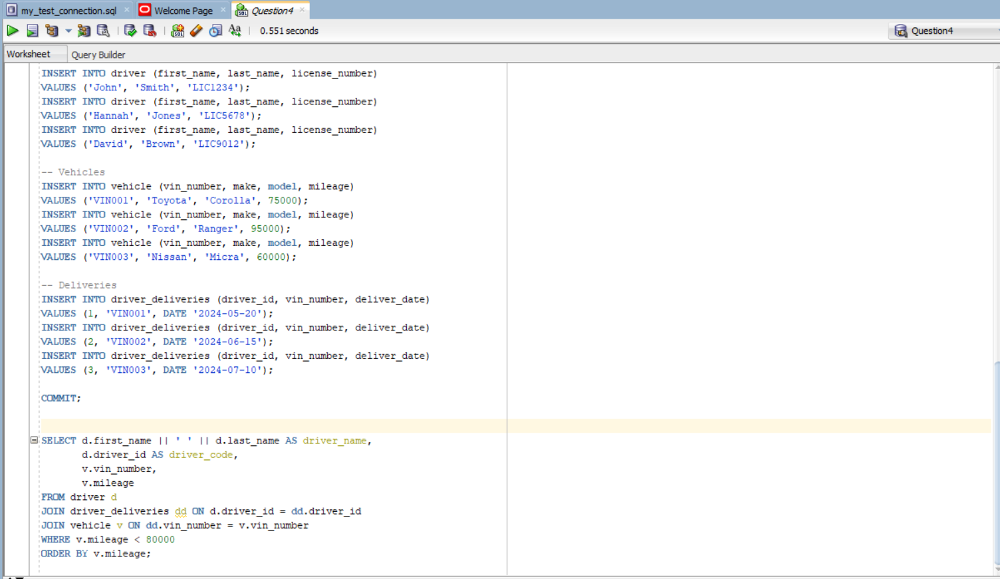 my_test_connection.sql Welcome Page Question4
0.551 seconds Question4
Worksheet Query Builder
INSERT INTO driver (first_name, last_name, license_number)
VALUES ('John', 'Smith', 'LIC1234');
INSERT INTO driver (first_name, last_name, license_number)
VALUES ('Hannah', 'Jones', 'LIC5678');
INSERT INTO driver (first_name, last_name, license_number)
VALUES ('David', 'Brown', 'LIC9012');
-- Vehicles
INSERT INTO vehicle (vin_number, make, model, mileage)
VALUES ('VIN001', 'Toyota', 'Corolla', 75000);
INSERT INTO vehicle (vin_number, make, model, mileage)
VALUES ('VIN002', 'Ford', 'Ranger', 95000);
INSERT INTO vehicle (vin_number, make, model, mileage)
VALUES ('VIN003', 'Nissan', 'Micra', 60000);
-- Deliveries
INSERT INTO driver_deliveries (driver_id, vin_number, deliver_date)
VALUES (1, 'VIN001', DATE '2024-05-20');
INSERT INTO driver_deliveries (driver_id, vin_number, deliver_date)
VALUES (2, 'VIN002', DATE '2024-06-15');
INSERT INTO driver_deliveries (driver_id, vin_number, deliver_date)
VALUES (3, 'VIN003', DATE '2024-07-10');
COMMIT;
SELECT d.first_name || ' ' || d.last_name AS driver_name,
d.driver_id AS driver_code,
v.vin_number,
v.mileage
FROM driver d
JOIN driver_deliveries dd ON d.driver_id = dd.driver_id
JOIN vehicle v ON dd.vin_number = v.vin_number
WHERE v.mileage < 80000
ORDER BY v.mileage;